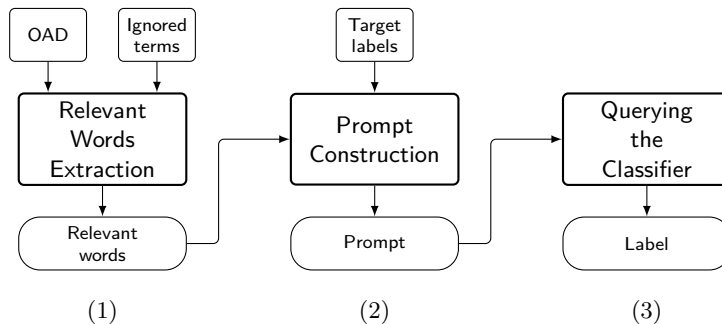 OAD
Ignored
terms
Target
labels
Relevant
Words
Extraction
Prompt
Construction
Querying
the
Classifier
Relevant
words
Prompt
Label
(1)
(2)
(3)